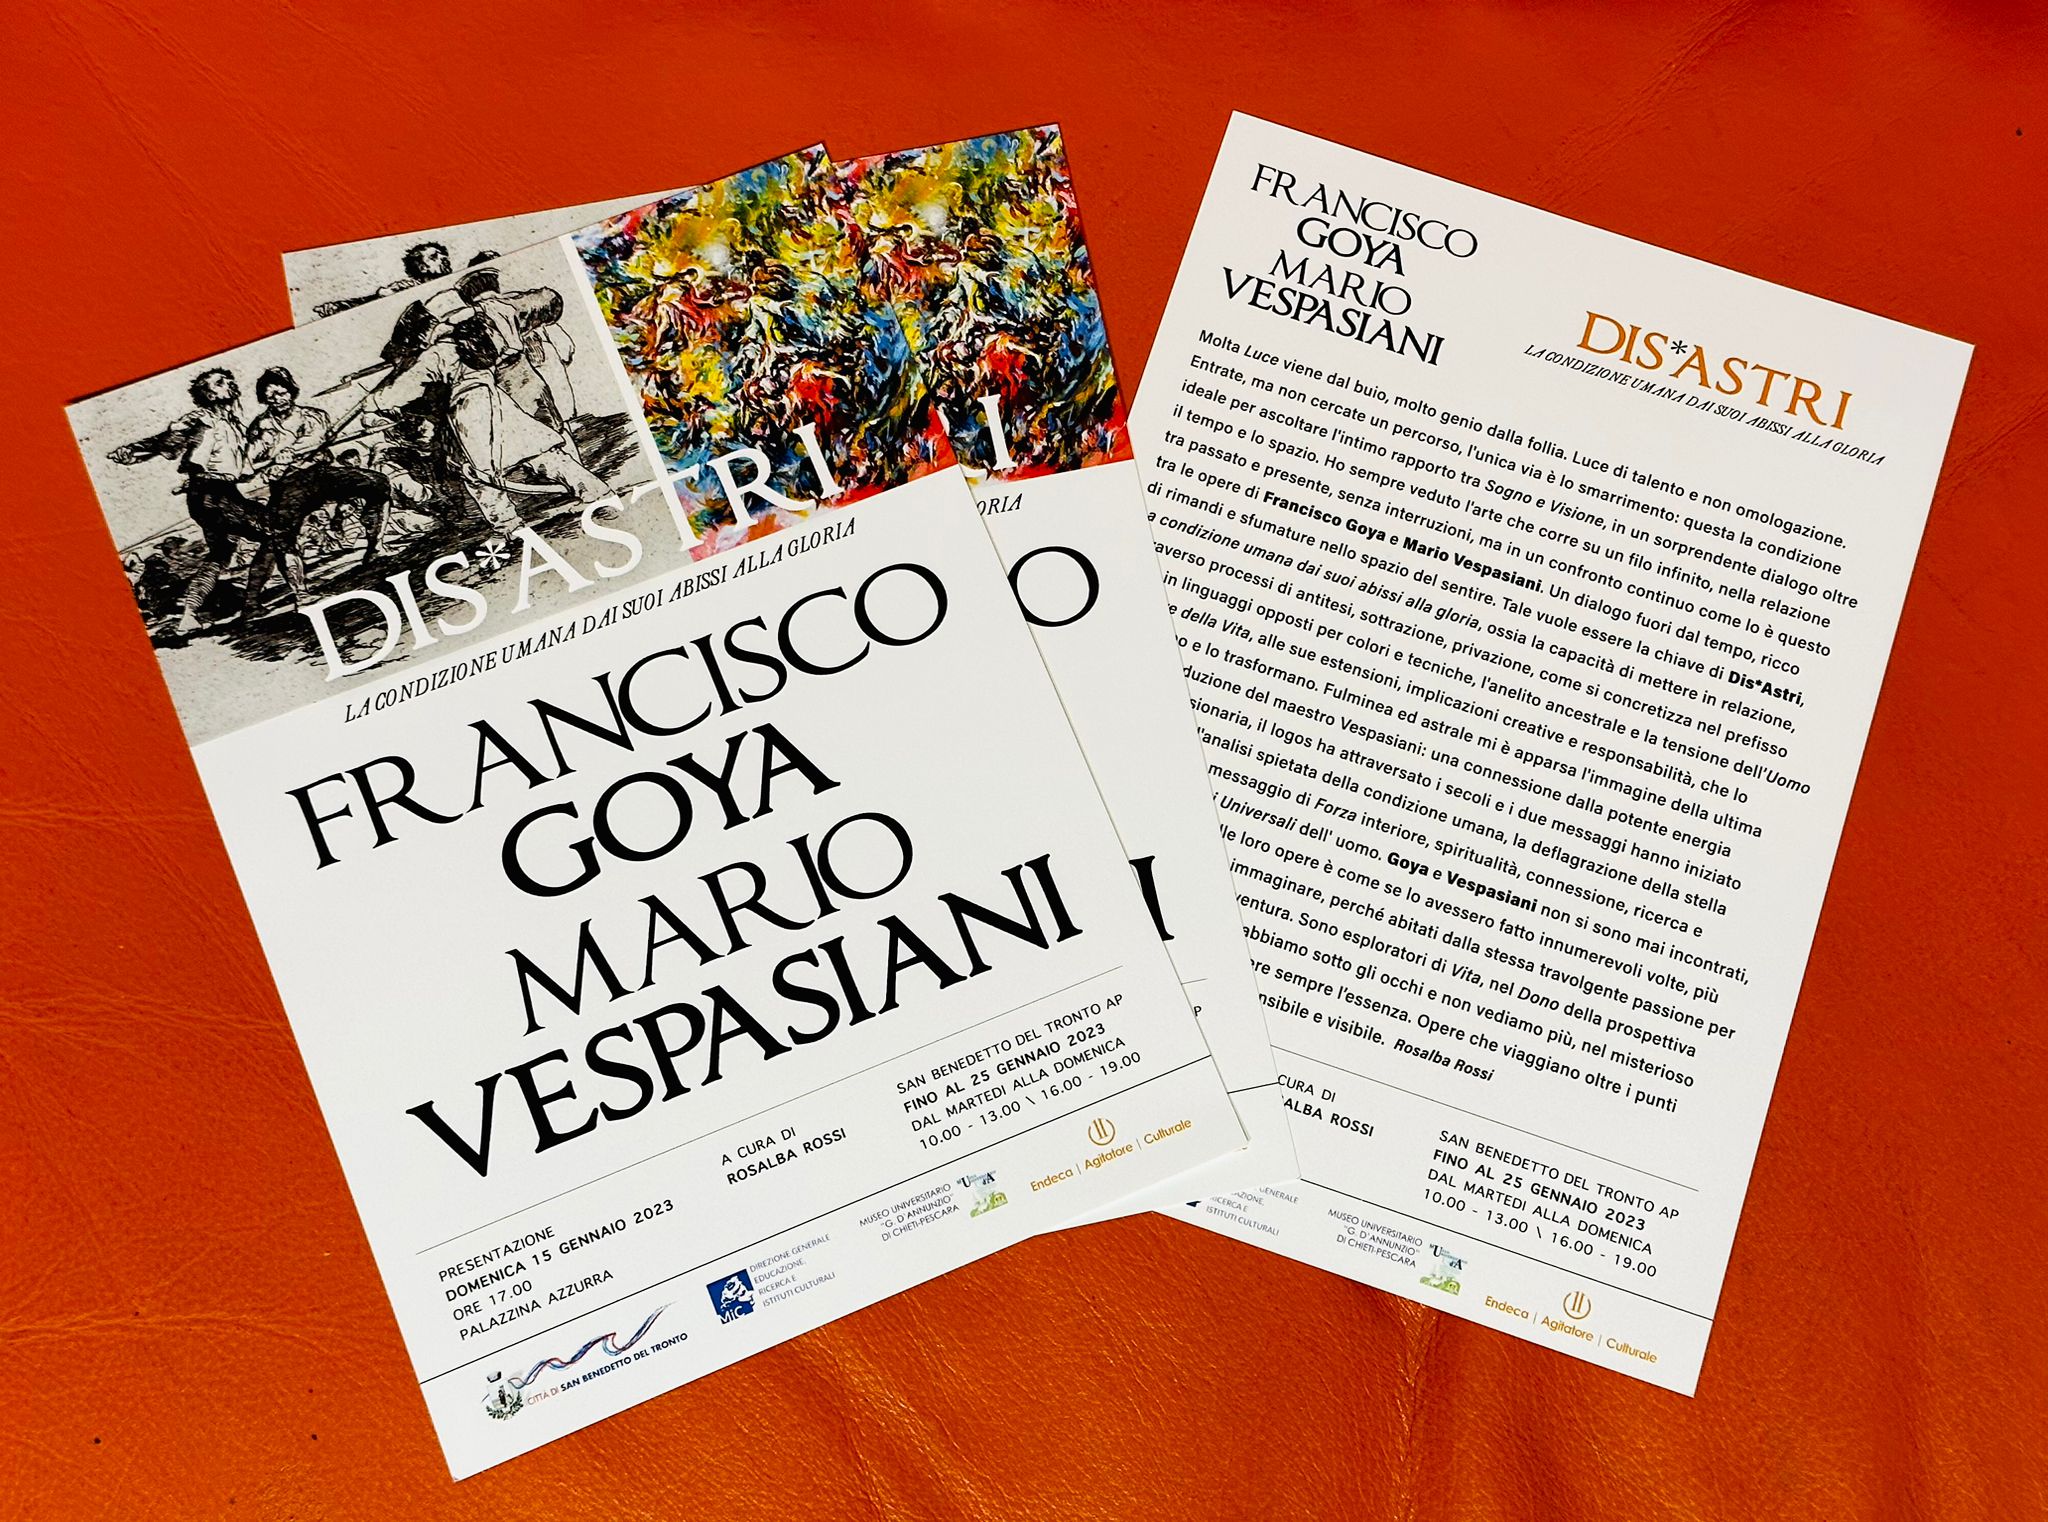 DIS*ASTRI
LA CONDIZIONE UMANA DAI SUOI ABISSI ALLA GLORIA
FRANCISCO
GOYA
MARIO
VESPASIANI
PRESENTAZIONE
DOMENICA 15 GENNAIO 2023
ORE 17.00
PALAZZINA AZZURRA
A CURA DI
ROSALBA ROSSI
SAN BENEDETTO DEL TRONTO AP
FINO AL 25 GENNAIO 2023
DAL MARTEDI ALLA DOMENICA
10.00 - 13.00 \ 16.00 - 19.00
CITTÀ DI SAN BENEDETTO DEL TRONTO
MiC
DIREZIONE GENERALE
EDUCAZIONE,
RICERCA E
ISTITUTI CULTURALI
MUSEO UNIVERSITARIO
"G. D'ANNUNZIO"
DI CHIETI-PESCARA
Endeca | Agitatore | Culturale
RI
ORIA
O
I
P
FRANCISCO
GOYA
MARIO
VESPASIANI
DIS*ASTRI
LA CONDIZIONE UMANA DAI SUOI ABISSI ALLA GLORIA
Molta Luce viene dal buio, molto genio dalla follia. Luce di talento e non omologazione.
Entrate, ma non cercate un percorso, l'unica via è lo smarrimento: questa la condizione
ideale per ascoltare l'intimo rapporto tra Sogno e Visione, in un sorprendente dialogo oltre
il tempo e lo spazio. Ho sempre veduto l'arte che corre su un filo infinito, nella relazione
tra passato e presente, senza interruzioni, ma in un confronto continuo come lo è questo
tra le opere di Francisco Goya e Mario Vespasiani. Un dialogo fuori dal tempo, ricco
di rimandi e sfumature nello spazio del sentire. Tale vuole essere la chiave di Dis*Astri,
a condizione umana dai suoi abissi alla gloria, ossia la capacità di mettere in relazione,
raverso processi di antitesi, sottrazione, privazione, come si concretizza nel prefisso
in linguaggi opposti per colori e tecniche, l'anelito ancestrale e la tensione dell'Uomo
e della Vita, alle sue estensioni, implicazioni creative e responsabilità, che lo
o e lo trasformano. Fulminea ed astrale mi è apparsa l'immagine della ultima
duzione del maestro Vespasiani: una connessione dalla potente energia
sionaria, il logos ha attraversato i secoli e i due messaggi hanno iniziato
l'analisi spietata della condizione umana, la deflagrazione della stella
messaggio di Forza interiore, spiritualità, connessione, ricerca e
i Universali dell' uomo. Goya e Vespasiani non si sono mai incontrati,
lle loro opere è come se lo avessero fatto innumerevoli volte, più
immaginare, perché abitati dalla stessa travolgente passione per
ventura. Sono esploratori di Vita, nel Dono della prospettiva
abbiamo sotto gli occhi e non vediamo più, nel misterioso
ere sempre l'essenza. Opere che viaggiano oltre i punti
nsibile e visibile. Rosalba Rossi
CURA DI
SALBA ROSSI
SAN BENEDETTO DEL TRONTO AP
FINO AL 25 GENNAIO 2023
DAL MARTEDI ALLA DOMENICA
10.00 - 13.00 \ 16.00 - 19.00
GENERALE
EDUCAZIONE,
RICERCA E
ISTITUTI CULTURALI
MUSEO UNIVERSITARIO
"G. D'ANNUNZIO"
DI CHIETI-PESCARA
Endeca | Agitatore | Culturale